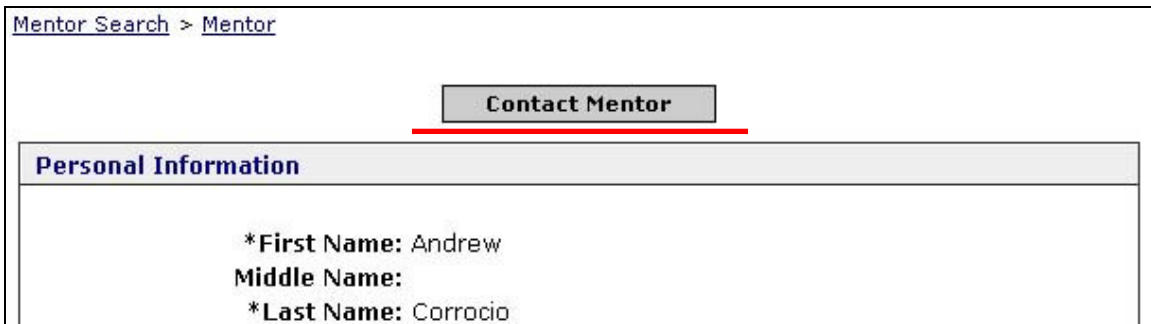 Mentor Search > Mentor
Contact Mentor
Personal Information
*First Name: Andrew
Middle Name:
*Last Name: Corrocio